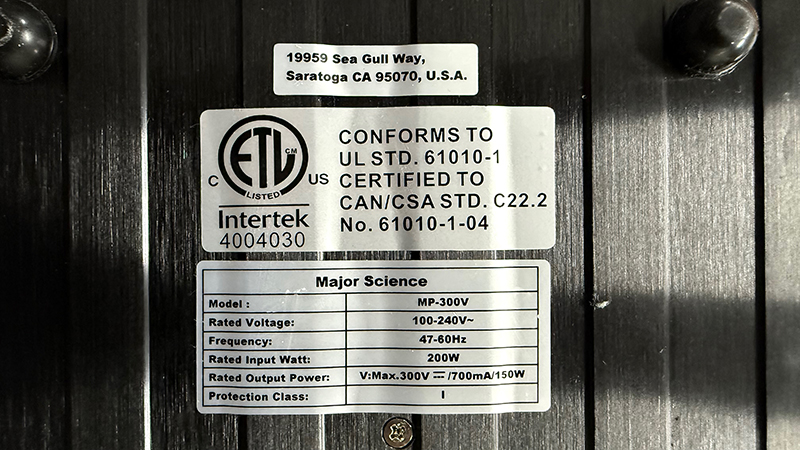 19959 Sea Gull Way,
Saratoga CA 95070, U.S.A.
ETL CM
C US
LISTED
Intertek
4004030
CONFORMS TO
UL STD. 61010-1
CERTIFIED TO
CAN/CSA STD. C22.2
No. 61010-1-04
Major Science
Model : MP-300V
Rated Voltage: 100-240V~
Frequency: 47-60Hz
Rated Input Watt: 200W
Rated Output Power: V:Max.300V ⎓/700mA/150W
Protection Class: I